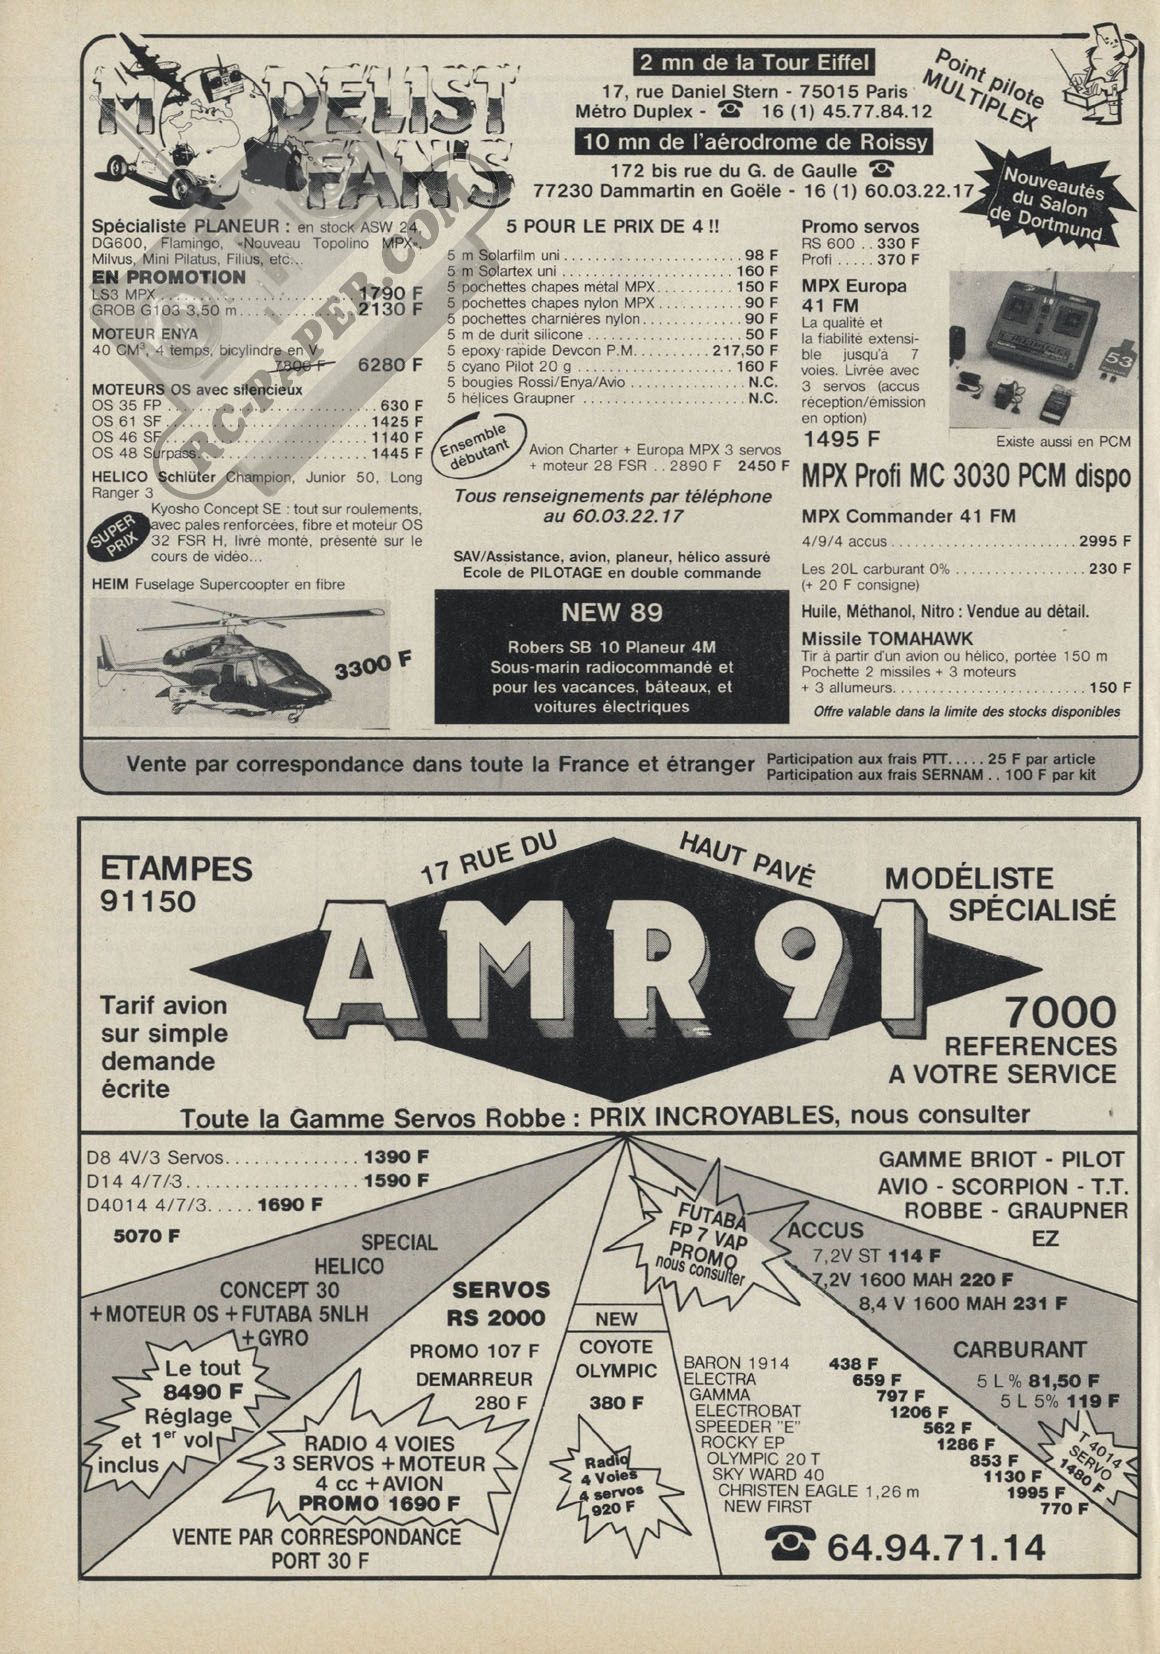 MODELIST
FAN'S
2 mn de la Tour Eiffel
17, rue Daniel Stern - 75015 Paris
Métro Duplex - ☎ 16 (1) 45.77.84.12
10 mn de l'aérodrome de Roissy
172 bis rue du G. de Gaulle ☎
77230 Dammartin en Goële - 16 (1) 60.03.22.17
Point pilote
MULTIPLEX
Nouveautés
du Salon
de Dortmund
RC-PAPER.COM
Spécialiste PLANEUR : en stock ASW 24,
DG600, Flamingo, «Nouveau Topolino MPX»,
Milvus, Mini Pilatus, Filius, etc...
EN PROMOTION
LS3 MPX 1790 F
GROB G103 3,50 m 2130 F
MOTEUR ENYA
40 CM³, 4 temps, bicylindre en V
7800 F 6280 F
MOTEURS OS avec silencieux
OS 35 FP 630 F
OS 61 SF 1425 F
OS 46 SF 1140 F
OS 48 Surpass 1445 F
HELICO Schlüter Champion, Junior 50, Long
Ranger 3
SUPER
PRIX
Kyosho Concept SE : tout sur roulements,
avec pales renforcées, fibre et moteur OS
32 FSR H, livré monté, présenté sur le
cours de vidéo...
HEIM Fuselage Supercoopter en fibre
3300 F
5 POUR LE PRIX DE 4 !!
5 m Solarfilm uni 98 F
5 m Solartex uni 160 F
5 pochettes chapes métal MPX 150 F
5 pochettes chapes nylon MPX 90 F
5 pochettes charniéres nylon 90 F
5 m de durit silicone 50 F
5 epoxy rapide Devcon P.M. 217,50 F
5 cyano Pilot 20 g 160 F
5 bougies Rossi/Enya/Avio N.C.
5 hélices Graupner N.C.
Ensemble
débutant
Avion Charter + Europa MPX 3 servos
+ moteur 28 FSR .. 2890 F 2450 F
Tous renseignements par téléphone
au 60.03.22.17
SAV/Assistance, avion, planeur, hélico assuré
Ecole de PILOTAGE en double commande
NEW 89
Robers SB 10 Planeur 4M
Sous-marin radiocommandé et
pour les vacances, bâteaux, et
voitures électriques
Promo servos
RS 600 .. 330 F
Profi ..... 370 F
MPX Europa
41 FM
La qualité et
la fiabilité extensi-
ble jusqu'à 7
voies. Livrée avec
3 servos (accus
réception/émission
en option)
1495 F
53
Existe aussi en PCM
MPX Profi MC 3030 PCM dispo
MPX Commander 41 FM
4/9/4 accus 2995 F
Les 20L carburant 0% 230 F
(+ 20 F consigne)
Huile, Méthanol, Nitro : Vendue au détail.
Missile TOMAHAWK
Tir à partir d'un avion ou hélico, portée 150 m
Pochette 2 missiles + 3 moteurs
+ 3 allumeurs 150 F
Offre valable dans la limite des stocks disponibles
Vente par correspondance dans toute la France et étranger
Participation aux frais PTT..... 25 F par article
Participation aux frais SERNAM .. 100 F par kit
ETAMPES
91150
17 RUE DU HAUT PAVÉ
MODÉLISTE
SPÉCIALISÉ
AMR 91
Tarif avion
sur simple
demande
écrite
7000
REFERENCES
A VOTRE SERVICE
Toute la Gamme Servos Robbe : PRIX INCROYABLES, nous consulter
D8 4V/3 Servos 1390 F
D14 4/7/3 1590 F
D4014 4/7/3..... 1690 F
5070 F
SPECIAL
HELICO
CONCEPT 30
+ MOTEUR OS + FUTABA 5NLH
+ GYRO
Le tout
8490 F
Réglage
et 1er vol
inclus
SERVOS
RS 2000
PROMO 107 F
DEMARREUR
280 F
RADIO 4 VOIES
3 SERVOS + MOTEUR
4 cc + AVION
PROMO 1690 F
VENTE PAR CORRESPONDANCE
PORT 30 F
NEW
COYOTE
OLYMPIC
380 F
Radio
4 Voies
4 servos
920 F
FUTABA
FP 7 VAP
PROMO
nous consulter
GAMME BRIOT - PILOT
AVIO - SCORPION - T.T.
ROBBE - GRAUPNER
EZ
ACCUS
7,2V ST 114 F
7,2V 1600 MAH 220 F
8,4 V 1600 MAH 231 F
CARBURANT
5 L % 81,50 F
5 L 5% 119 F
BARON 1914 438 F
ELECTRA 659 F
GAMMA 797 F
ELECTROBAT 1206 F
SPEEDER "E" 562 F
ROCKY EP 1286 F
OLYMPIC 20 T 853 F
SKY WARD 40 1130 F
CHRISTEN EAGLE 1,26 m 1995 F
NEW FIRST 770 F
T 4014
SERVO
1480 F
☎ 64.94.71.14